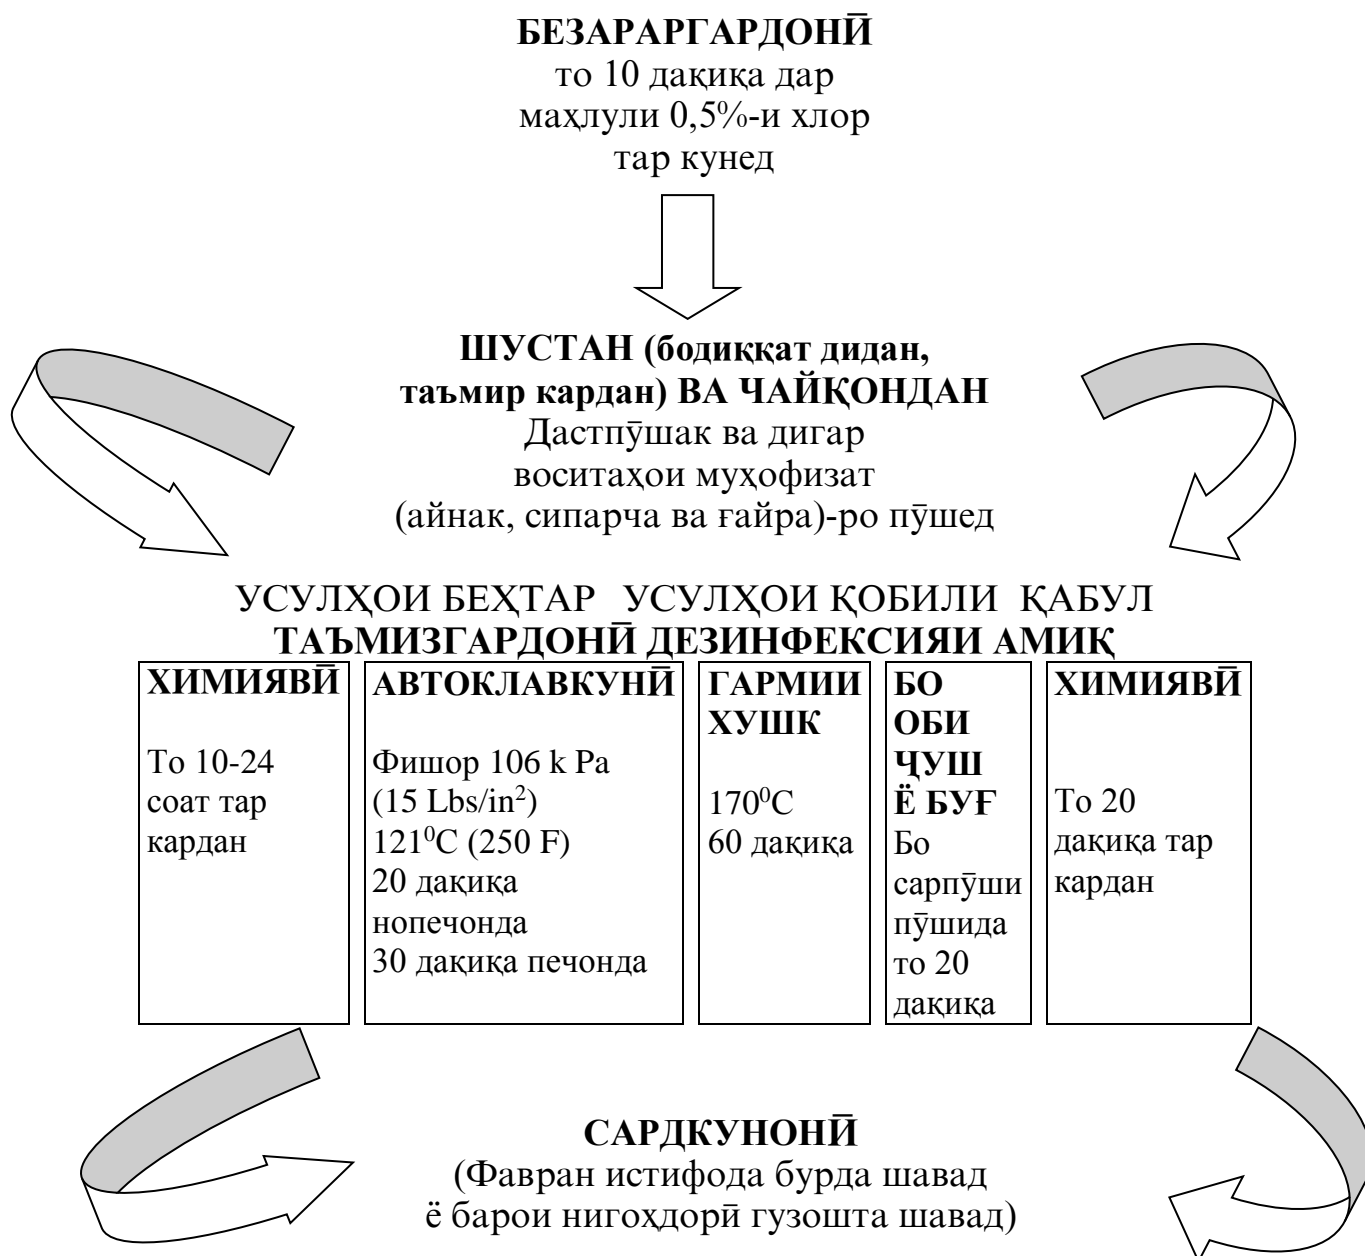 БЕЗАРАРГАРДОНӢ
то 10 дақиқа дар
маҳлули 0,5%-и хлор
тар кунед
ШУСТАН (бодиққат дидан,
таъмир кардан) ВА ЧАЙҚОНДАН
Дастпӯшак ва дигар
воситаҳои муҳофизат
(айнак, сипарча ва ғайра)-ро пӯшед
УСУЛҲОИ БЕҲТАР УСУЛҲОИ ҚОБИЛИ ҚАБУЛ
ТАЪМИЗГАРДОНӢ ДЕЗИНФЕКСИЯИ АМИҚ
ХИМИЯВӢ
То 10-24
соат тар
кардан
АВТОКЛАВКУНӢ
Фишор 106 k Pa
(15 Lbs/in²)
121⁰C (250 F)
20 дақиқа
нопечонда
30 дақиқа печонда
ГАРМИИ
ХУШК
170⁰C
60 дақиқа
БО
ОБИ
ҶУШ
Ё БУҒ
Бо
сарпӯши
пӯшида
то 20
дақиқа
ХИМИЯВӢ
То 20
дақиқа тар
кардан
САРДКУНОНӢ
(Фавран истифода бурда шавад
ё барои нигоҳдорӣ гузошта шавад)